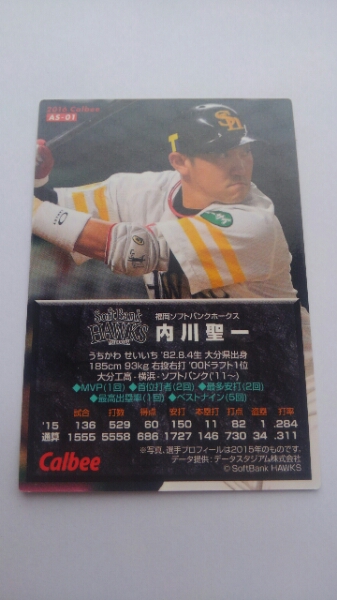 2016 Calbee
AS-01
SoftBank
HAWKS
福岡ソフトバンクホークス
内川聖一
うちかわ せいいち '82.8.4生 大分県出身
185cm 93kg 右投右打 '00ドラフト1位
大分工高-横浜-ソフトバンク('11~)
◆MVP(1回) ◆首位打者(2回) ◆最多安打(2回)
◆最高出塁率(1回) ◆ベストナイン(5回)
試合 打数 得点 安打 本塁打 打点 盗塁 打率
'15 136 529 60 150 11 82 1 .284
通算 1555 5558 686 1727 146 730 34 .311
※写真、選手プロフィールは2015年のものです。
データ提供:データスタジアム株式会社
© SoftBank HAWKS
Calbee